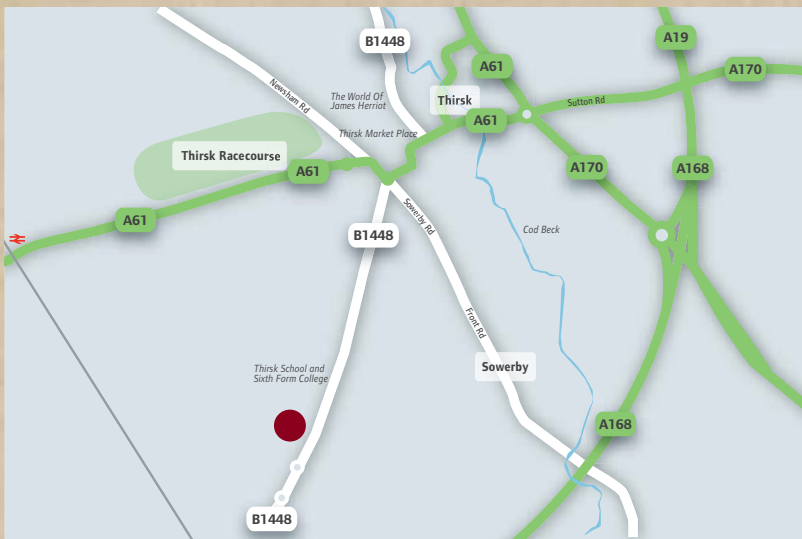 B1448
A19
A61
A170
Newsham Rd
The World Of
James Herriot
Thirsk
Sutton Rd
A61
Thirsk Market Place
Thirsk Racecourse
A61
A170
A168
A61
Sowerby Rd
B1448
Cod Beck
Front Rd
Thirsk School and
Sixth Form College
Sowerby
A168
B1448